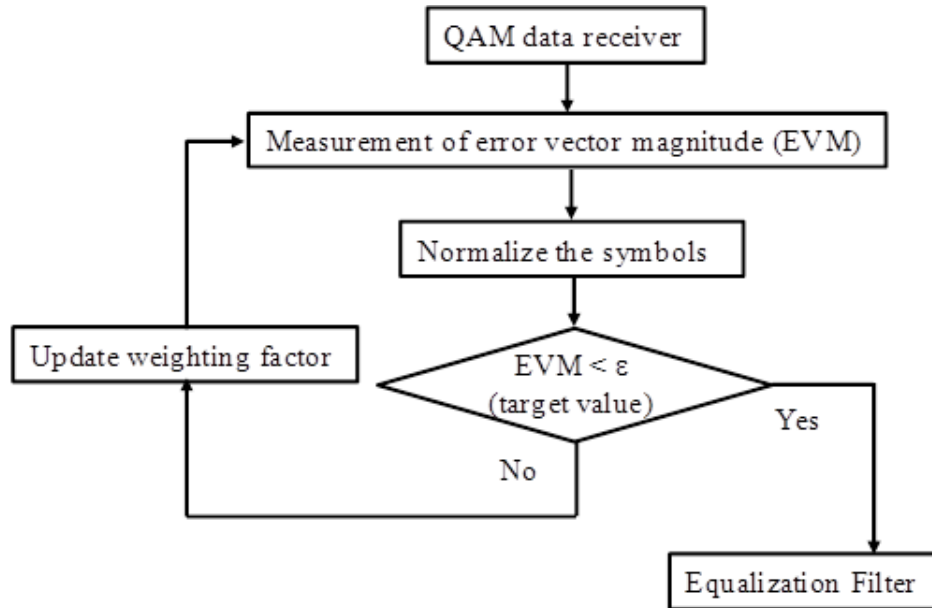 QAM data receiver
Measurement of error vector magnitude (EVM)
Normalize the symbols
Update weighting factor
EVM < ε
(target value)
Yes
No
Equalization Filter